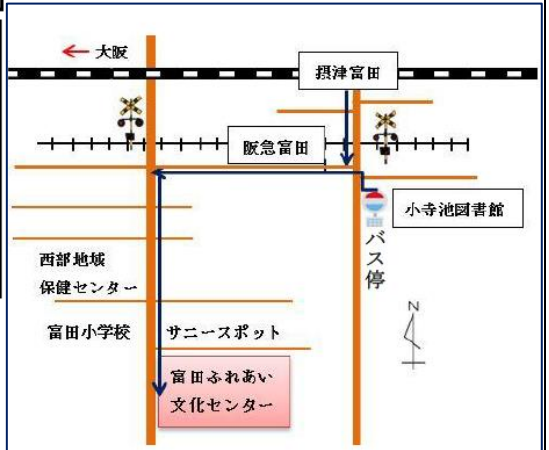 大阪
摂津富田
阪急富田
小寺池図書館
バス停
西部地域
保健センター
N
富田小学校
サニースポット
富田ふれあい
文化センター